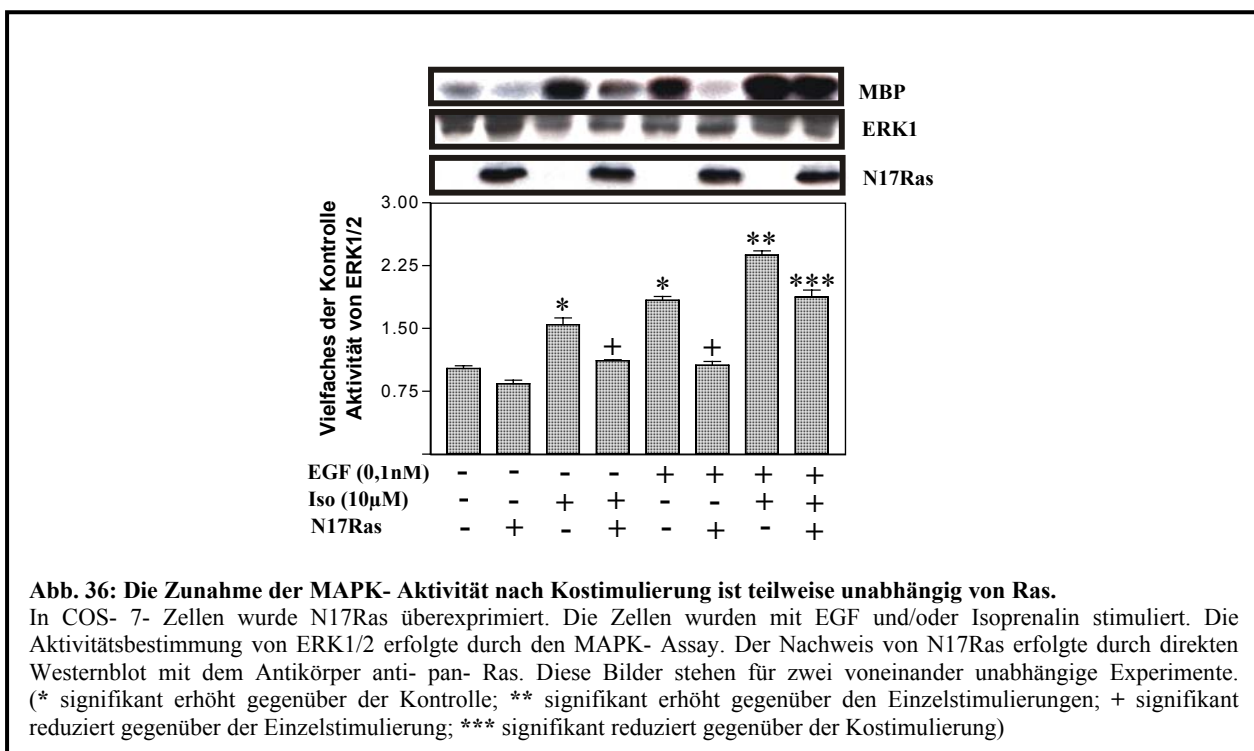 MBP
ERK1
N17Ras
Vielfaches der Kontrolle
Aktivität von ERK1/2
3.00
2.25
1.50
0.75
* + * + ** ***
EGF (0,1nM) - - - - + + + +
Iso (10µM) - - + + - - + +
N17Ras - + - + - + - +
Abb. 36: Die Zunahme der MAPK- Aktivität nach Kostimulierung ist teilweise unabhängig von Ras.
In COS- 7- Zellen wurde N17Ras überexprimiert. Die Zellen wurden mit EGF und/oder Isoprenalin stimuliert. Die
Aktivitätsbestimmung von ERK1/2 erfolgte durch den MAPK- Assay. Der Nachweis von N17Ras erfolgte durch direkten
Westernblot mit dem Antikörper anti- pan- Ras. Diese Bilder stehen für zwei voneinander unabhängige Experimente.
(* signifikant erhöht gegenüber der Kontrolle; ** signifikant erhöht gegenüber den Einzelstimulierungen; + signifikant
reduziert gegenüber der Einzelstimulierung; *** signifikant reduziert gegenüber der Kostimulierung)